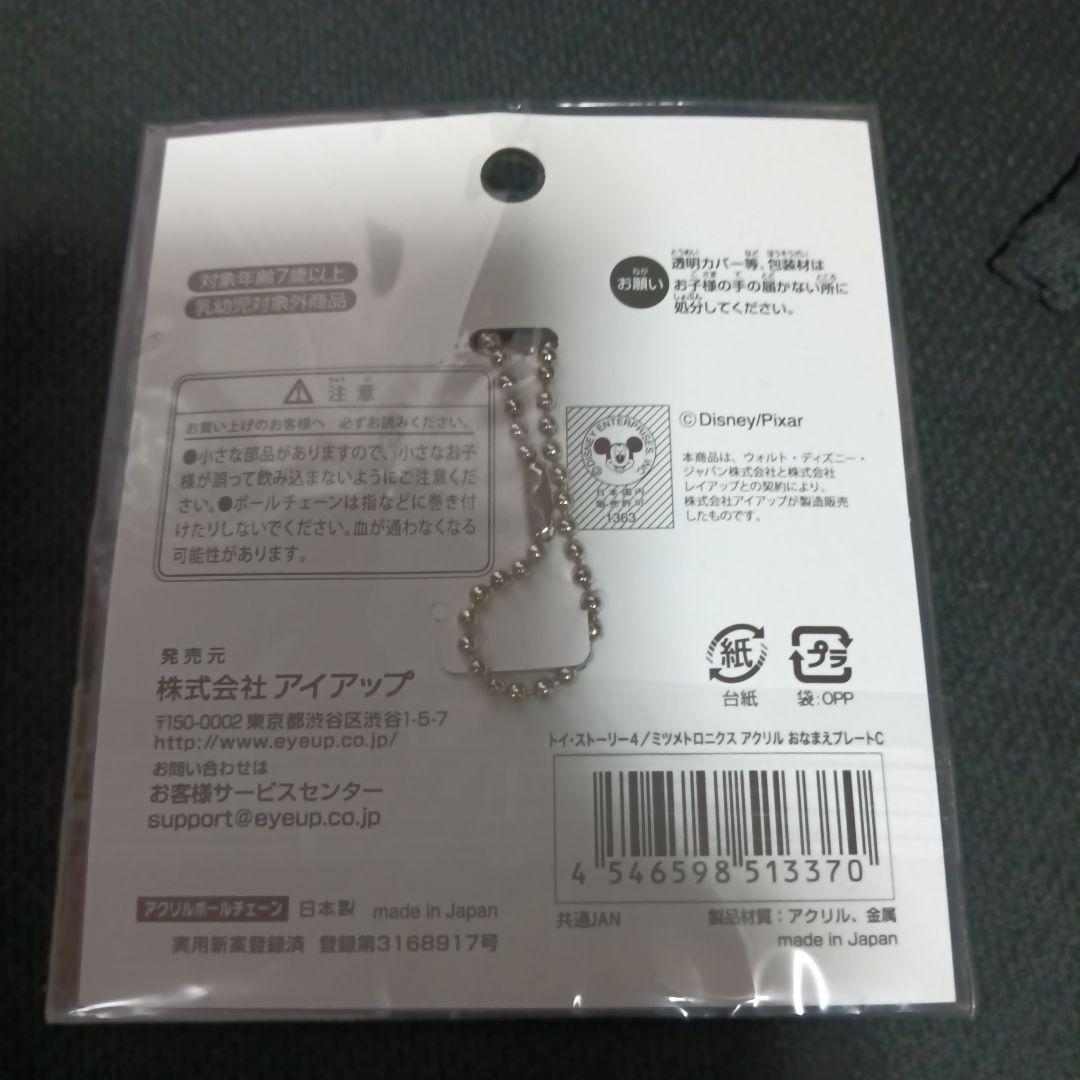 対象年齢7歳以上
乳幼児対象外商品
お願い
透明カバー等、包装材は
お子様の手の届かない所に
処分してください。
注意
お買い上げのお客様へ 必ずお読みください。
●小さな部品がありますので、小さなお子
様が誤って飲み込まないようにご注意くだ
さい。●ボールチェーンは指などに巻き付
けたりしないでください。血が通わなくなる
可能性があります。
©DISNEY ENTERPRISES, INC
日本国内
販売許可
1363
©Disney/Pixar
本商品は、ウォルト・ディズニー・
ジャパン株式会社と株式会社
レイアップとの契約により、
株式会社アイアップが製造販売
したものです。
発売元
株式会社 アイアップ
〒150-0002 東京都渋谷区渋谷1-5-7
http://www.eyeup.co.jp/
お問い合わせは
お客様サービスセンター
support@eyeup.co.jp
紙
台紙
プラ
袋:OPP
トイ・ストーリー4/ミツメトロニクス アクリル おなまえプレートC
4 546598 513370
共通JAN
製品材質:アクリル、金属
made in Japan
アクリルボールチェーン 日本製 made in Japan
実用新案登録済 登録第3168917号